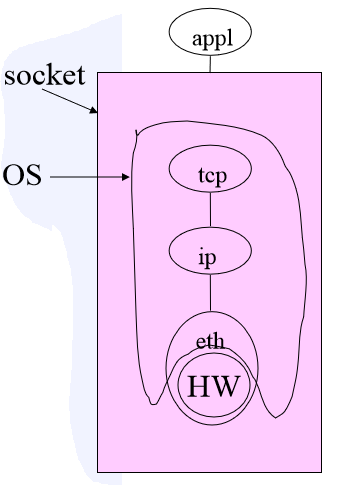 appl
socket
OS
tcp
ip
eth
HW